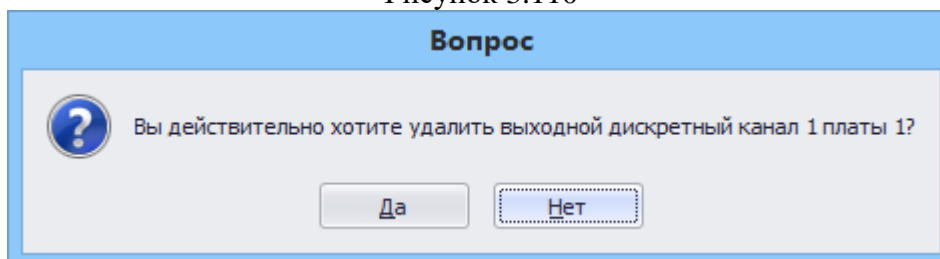 Рисунок 3.110
Вопрос
Вы действительно хотите удалить выходной дискретный канал 1 платы 1?
Да
Нет